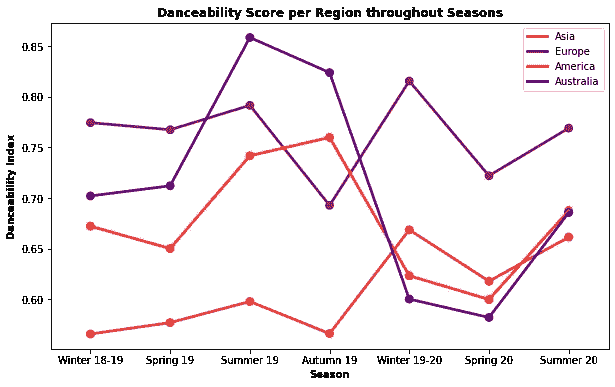 Danceability Score per Region throughout Seasons
Asia
Europe
America
Australia
0.85
0.80
0.75
0.70
0.65
0.60
Danceability Index
Winter 18-19 Spring 19 Summer 19 Autumn 19 Winter 19-20 Spring 20 Summer 20
Season